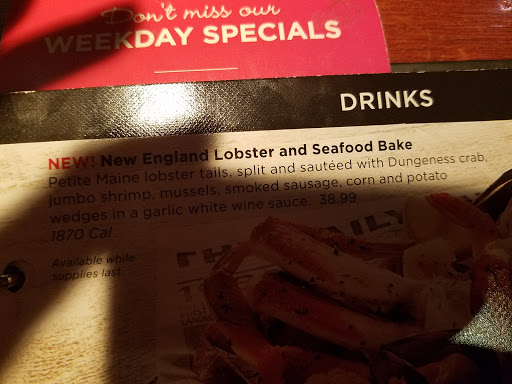 Don't miss our
WEEKDAY SPECIALS
DRINKS
NEW! New England Lobster and Seafood Bake
Petite Maine lobster tails, split and sautéed with Dungeness crab,
jumbo shrimp, mussels, smoked sausage, corn and potato
wedges in a garlic white wine sauce. 38.99
1870 Cal
Available while
supplies last.